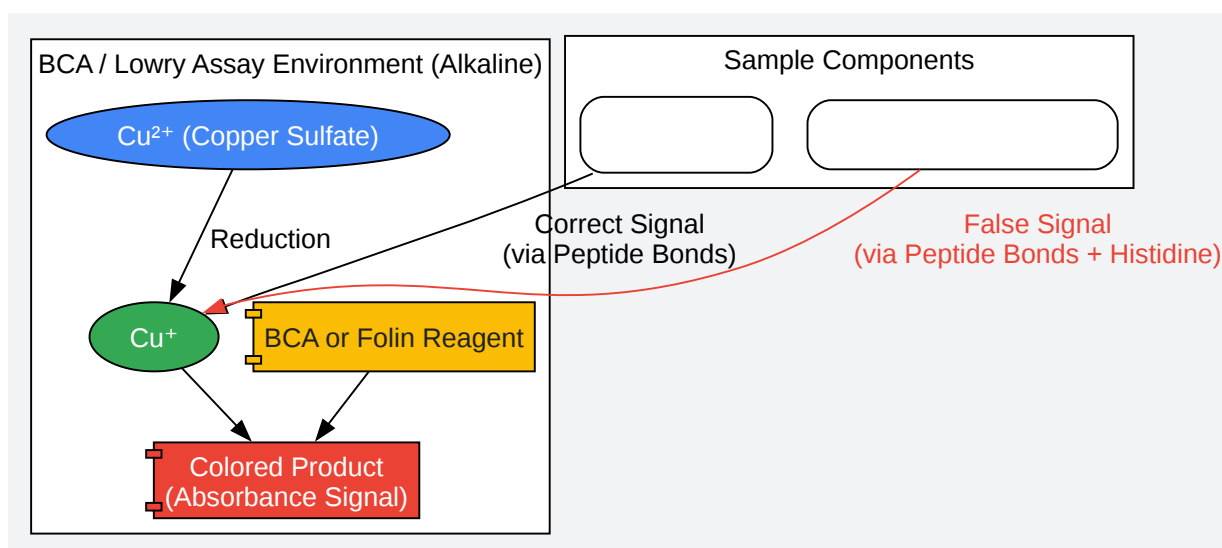 BCA / Lowry Assay Environment (Alkaline)
Sample Components
Cu²⁺ (Copper Sulfate)
Reduction
Correct Signal
(via Peptide Bonds)
False Signal
(via Peptide Bonds + Histidine)
Cu⁺
BCA or Folin Reagent
Colored Product
(Absorbance Signal)